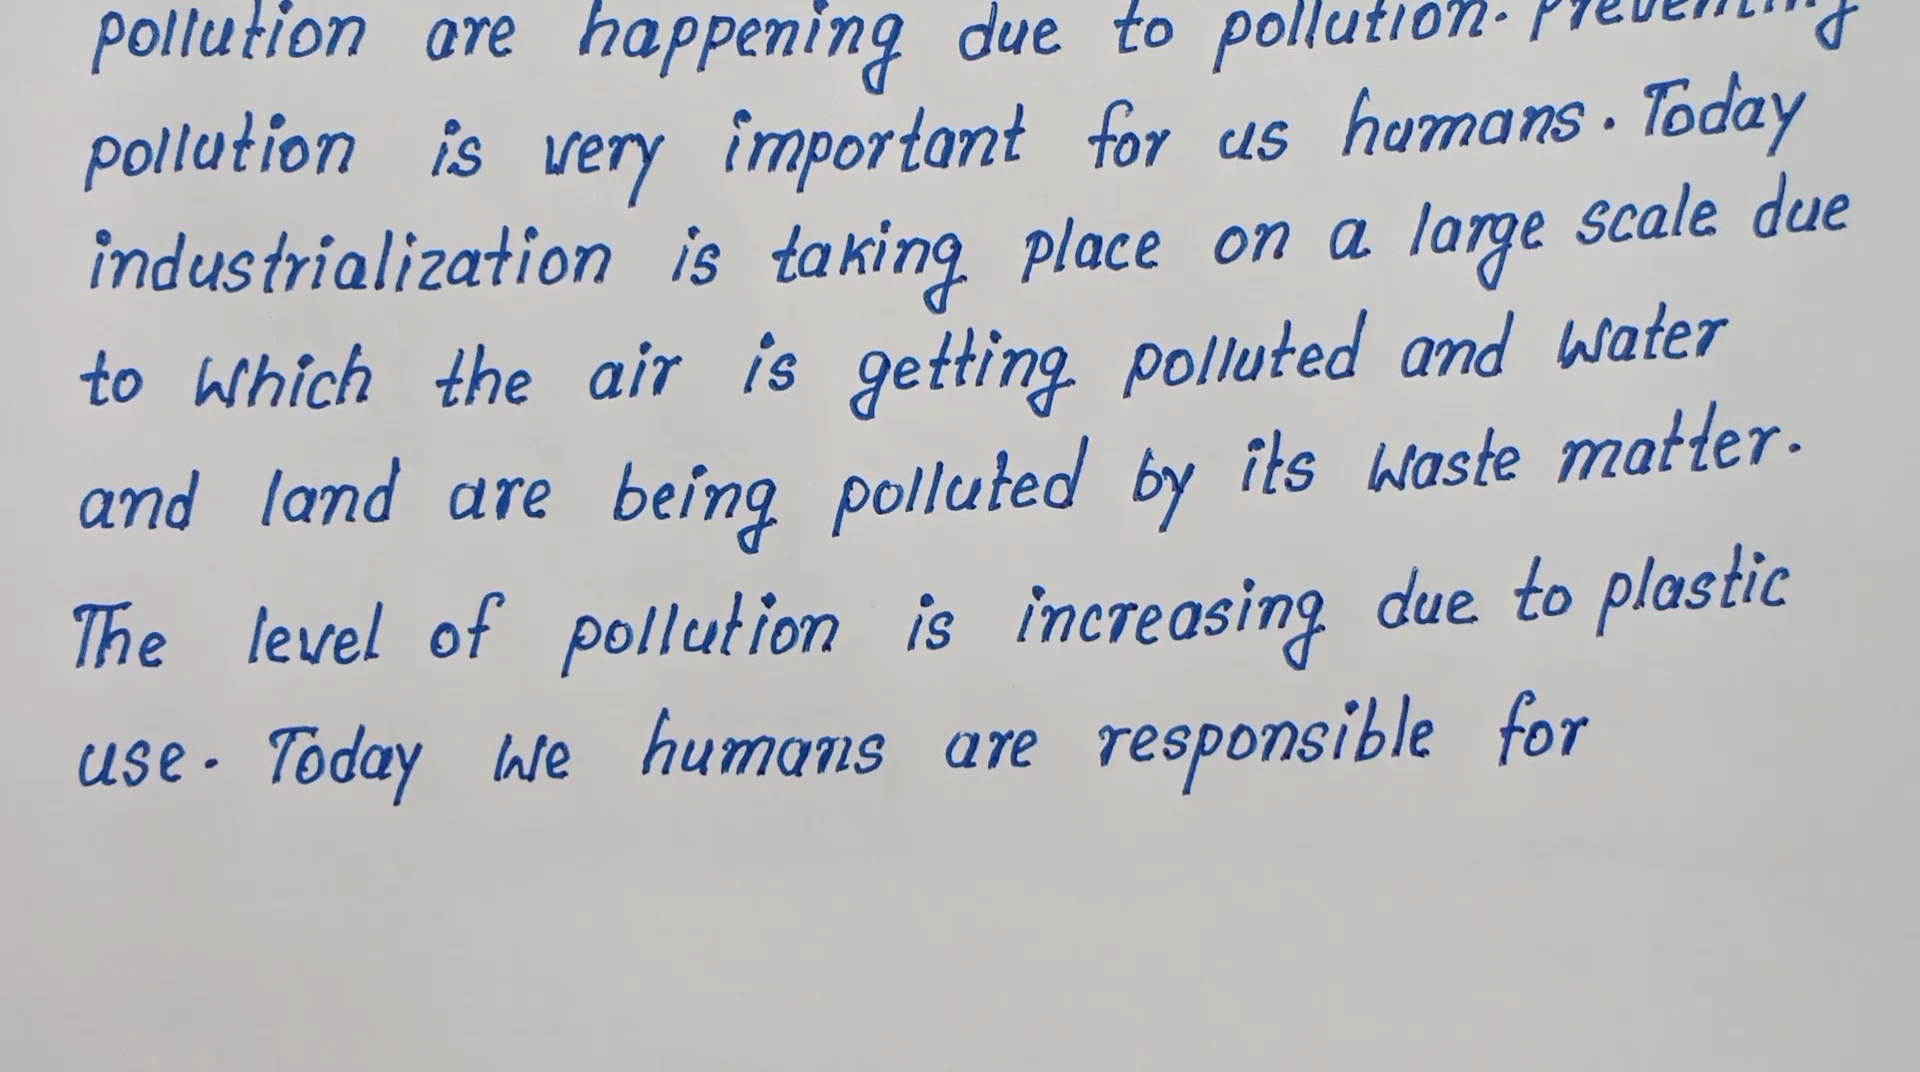 pollution are happening due to pollution. Preventing
pollution is very important for us humans. Today
industrialization is taking place on a large scale due
to which the air is getting polluted and water
and land are being polluted by its waste matter.
The level of pollution is increasing due to plastic
use. Today we humans are responsible for